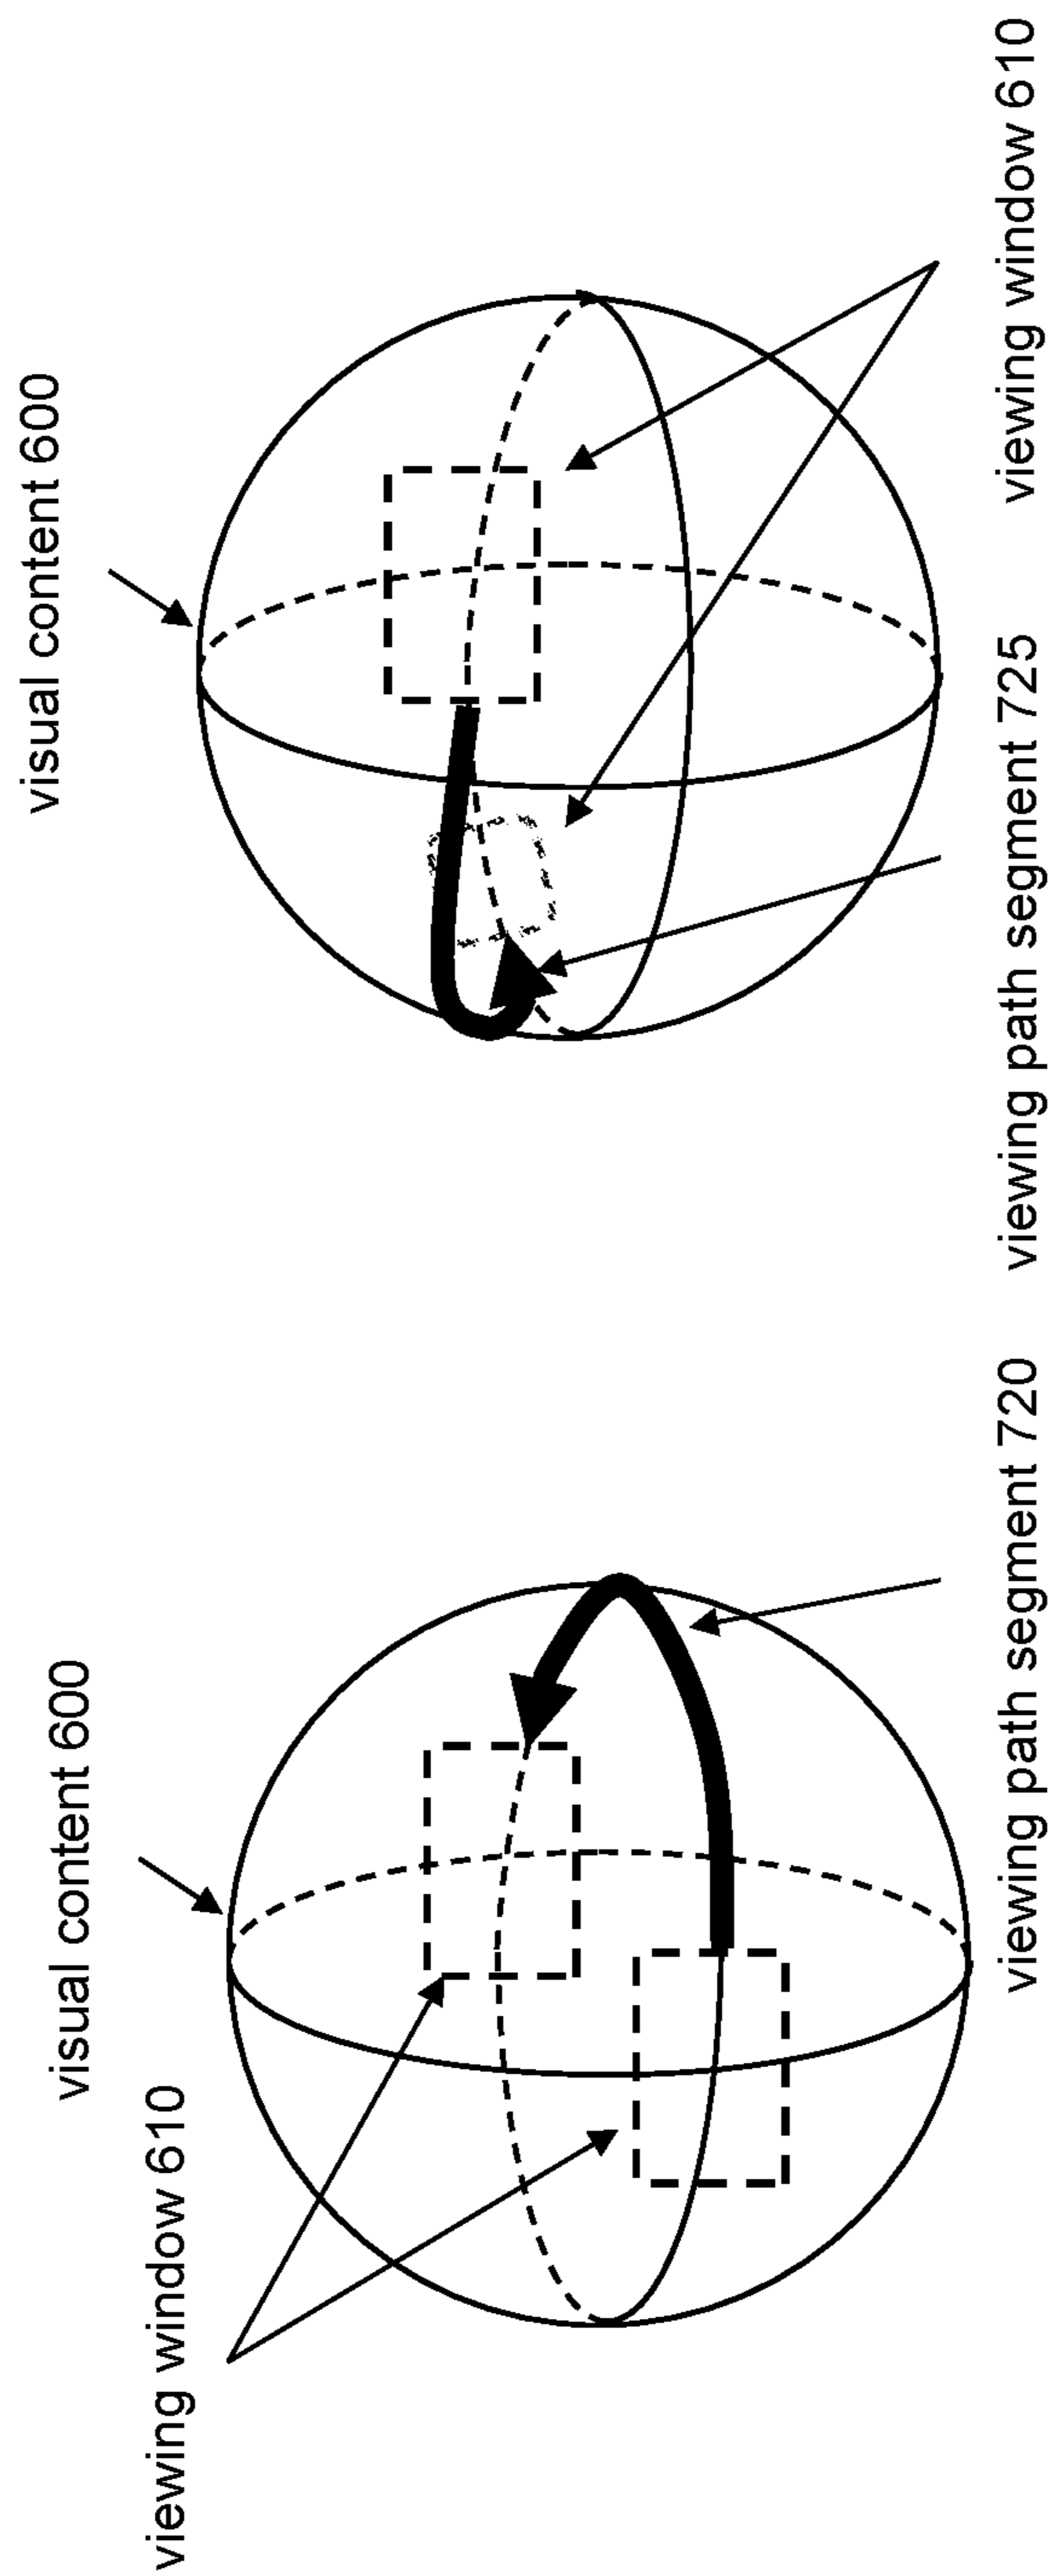 visual content 600
viewing window 610
viewing path segment 720
visual content 600
viewing path segment 725
viewing window 610